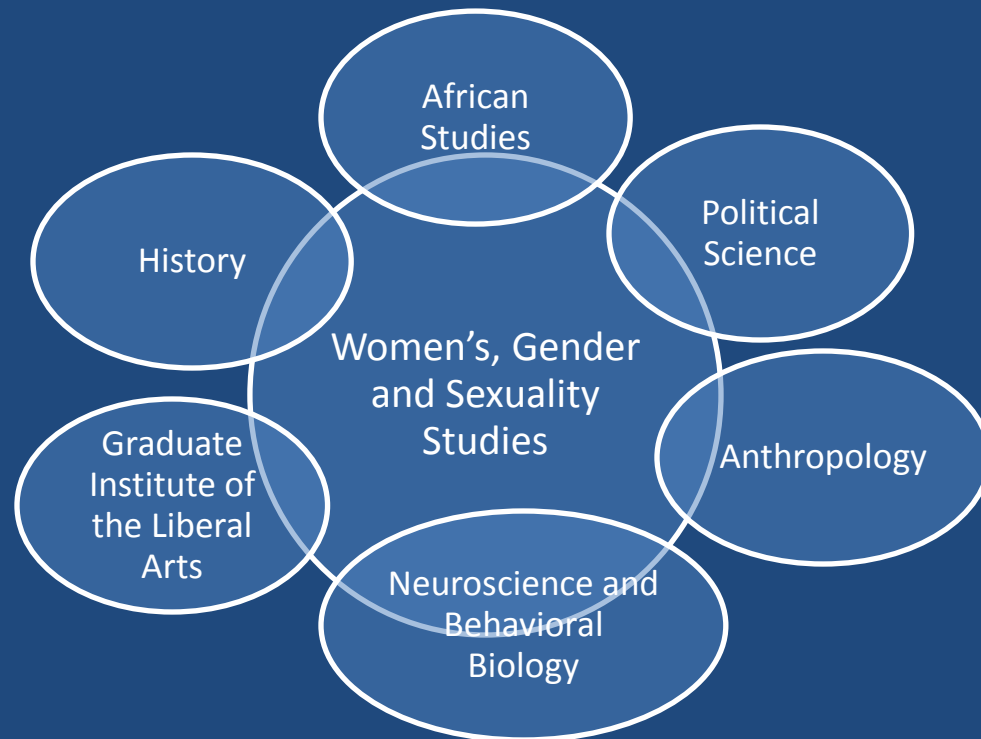 African
Studies
Political
Science
History
Women’s, Gender
and Sexuality
Studies
Anthropology
Graduate
Institute of
the Liberal
Arts
Neuroscience and
Behavioral
Biology